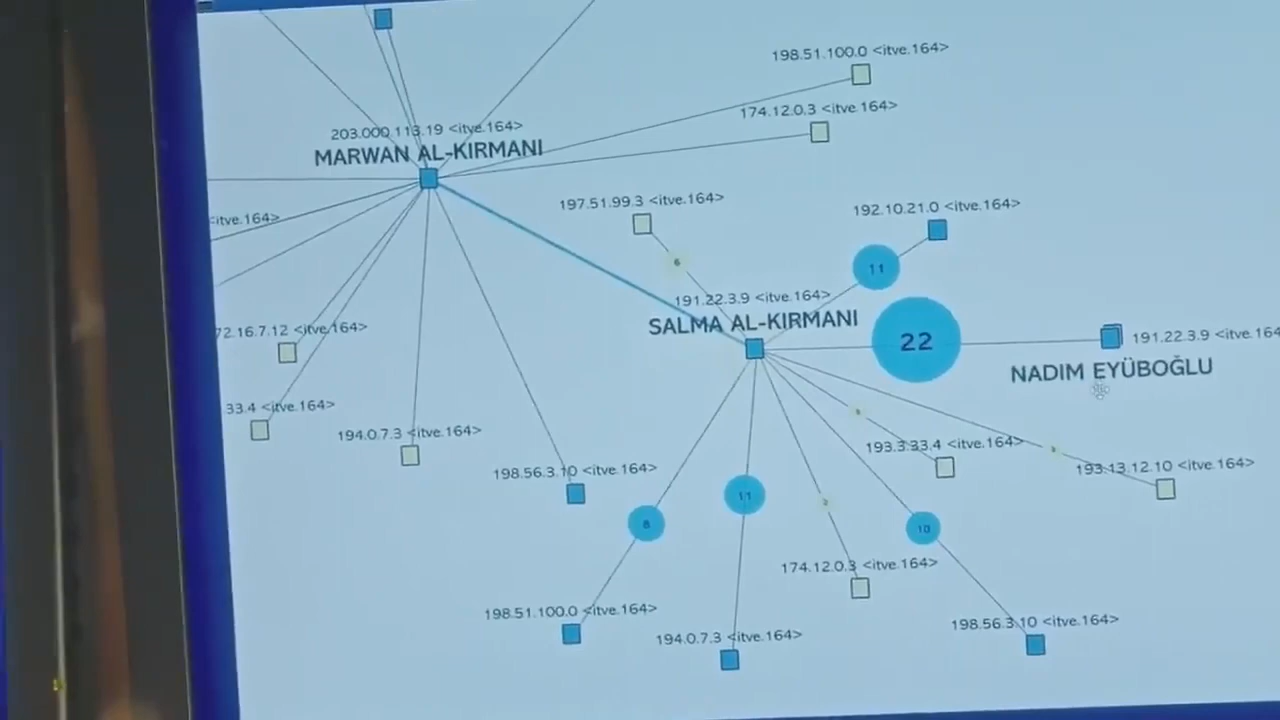 198.51.100.0 <itve.164>
174.12.0.3 <itve.164>
203.000.113.19 <itve.164>
MARWAN AL-KIRMANI
197.51.99.3 <itve.164>
192.10.21.0 <itve.164>
<itve.164>
6
11
191.22.3.9 <itve.164>
SALMA AL-KIRMANI
22
191.22.3.9 <itve.164
NADIM EYÜBOĞLU
72.16.7.12 <itve.164>
33.4 <itve.164>
194.0.7.3 <itve.164>
193.3.33.4 <itve.164>
198.56.3.10 <itve.164>
193.13.12.10 <itve.164>
8
11
10
174.12.0.3 <itve.164>
198.51.100.0 <itve.164>
194.0.7.3 <itve.164>
198.56.3.10 <itve.164>